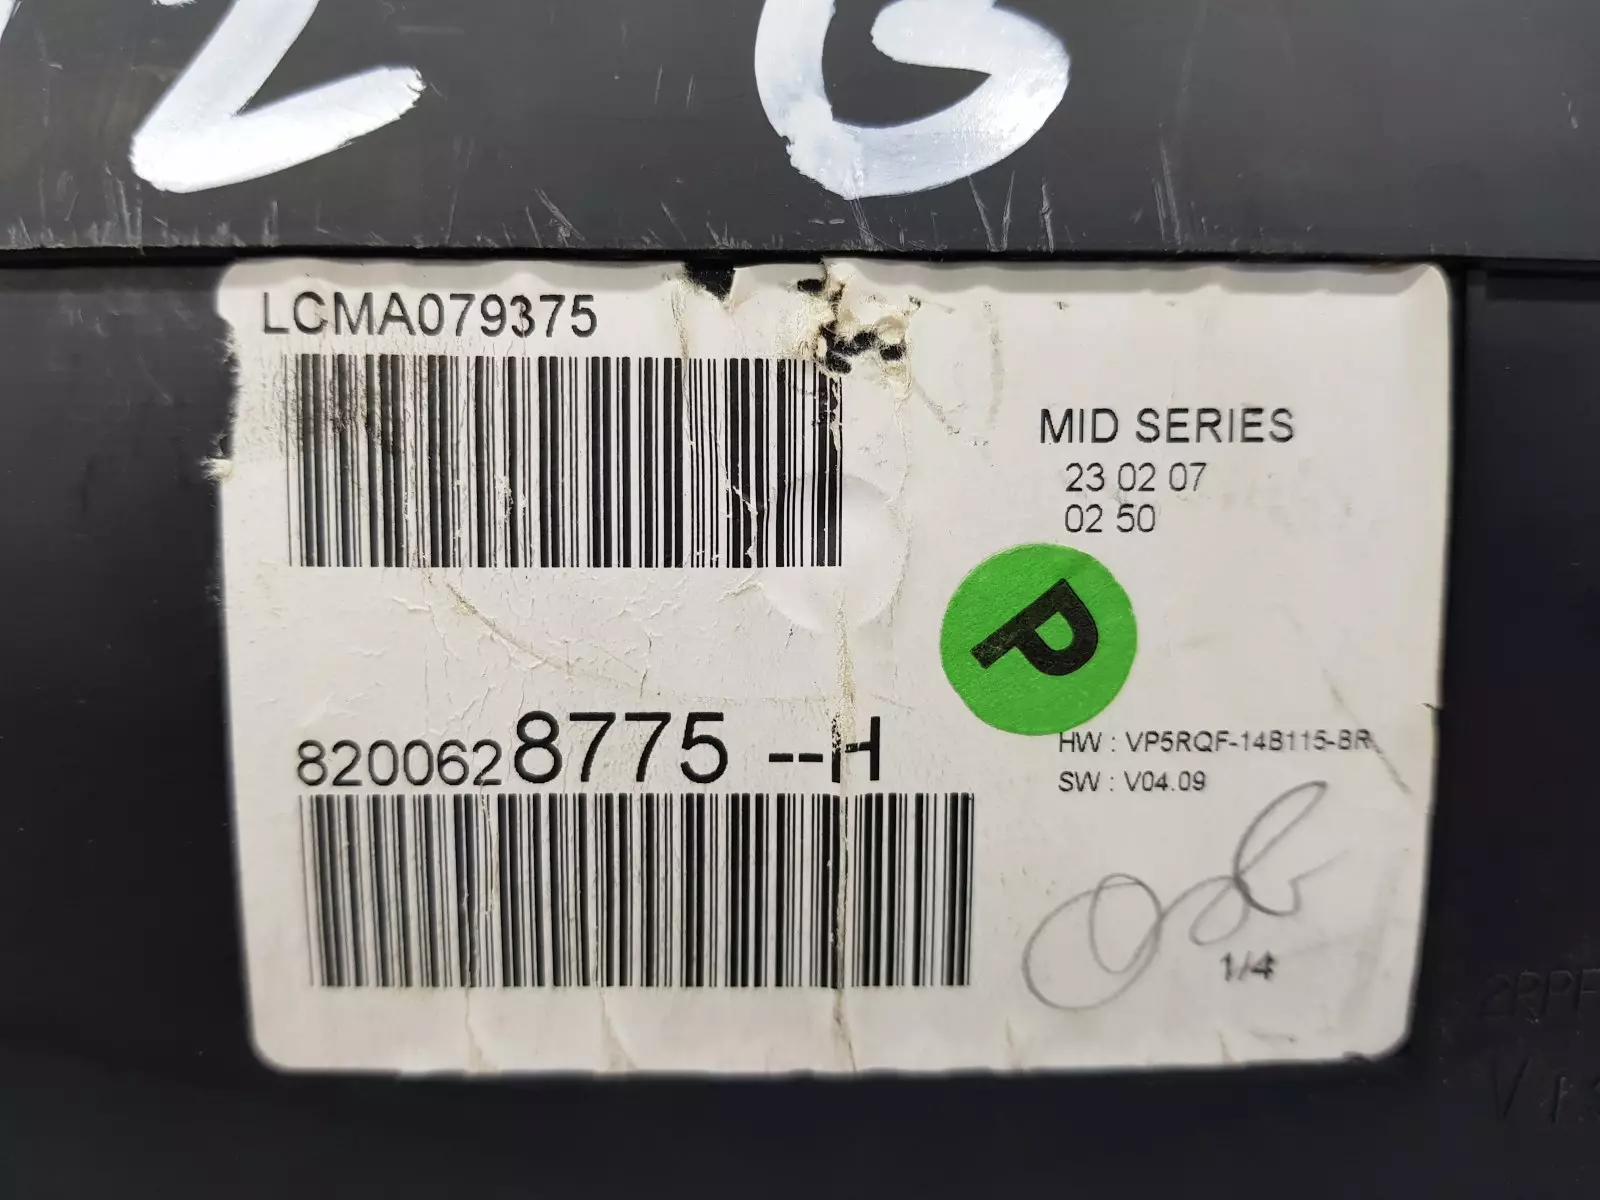 LCMA079375
MID SERIES
23 02 07
02 50
P
8200628775 --H
HW : VP5RQF-14B115-BR
SW : V04.09
1/4